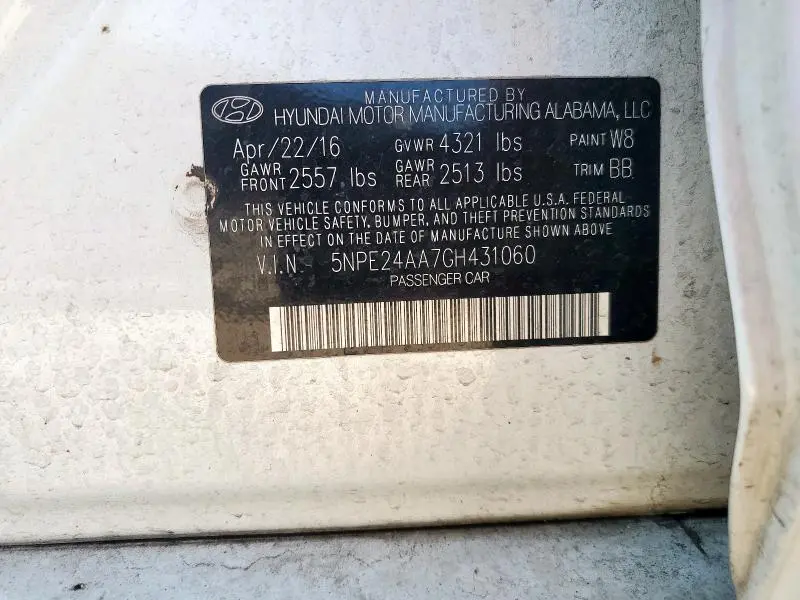 MANUFACTURED BY
HYUNDAI MOTOR MANUFACTURING ALABAMA, LLC
Apr/22/16 GVWR 4321 lbs PAINT W8
GAWR FRONT 2557 lbs GAWR REAR 2513 lbs TRIM BB
THIS VEHICLE CONFORMS TO ALL APPLICABLE U.S.A. FEDERAL
MOTOR VEHICLE SAFETY, BUMPER, AND THEFT PREVENTION STANDARDS
IN EFFECT ON THE DATE OF MANUFACTURE SHOWN ABOVE
V.I.N.- 5NPE24AA7GH431060
PASSENGER CAR